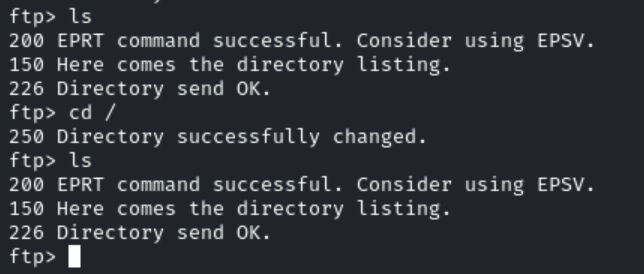 ftp> ls
200 EPRT command successful. Consider using EPSV.
150 Here comes the directory listing.
226 Directory send OK.
ftp> cd /
250 Directory successfully changed.
ftp> ls
200 EPRT command successful. Consider using EPSV.
150 Here comes the directory listing.
226 Directory send OK.
ftp>